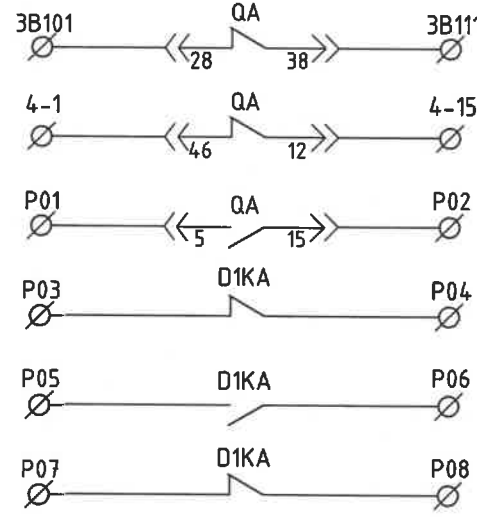 3B101 QA 3B111
28 38
4-1 QA 4-15
46 12
P01 QA P02
5 15
P03 D1KA P04
P05 D1KA P06
P07 D1KA P08